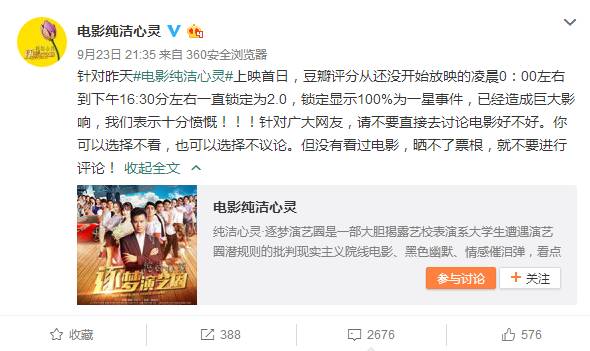 电影纯洁心灵
9月23日 21:35 来自 360安全浏览器
针对昨天#电影纯洁心灵#上映首日，豆瓣评分从还没开始放映的凌晨0：00左右
到下午16:30分左右一直锁定为2.0，锁定显示100%为一星事件，已经造成巨大影
响，我们表示十分愤慨！！！针对广大网友，请不要直接去讨论电影好不好。你
可以选择不看，也可以选择不议论。但没有看过电影，晒不了票根，就不要进行
评论！ 收起全文
电影纯洁心灵
纯洁心灵·逐梦演艺圈是一部大胆揭露艺校表演系大学生遭遇演艺
圈潜规则的批判现实主义院线电影、黑色幽默、情感催泪弹，看点
逐梦演艺圈
参与讨论
+ 关注
收藏
388
2676
576